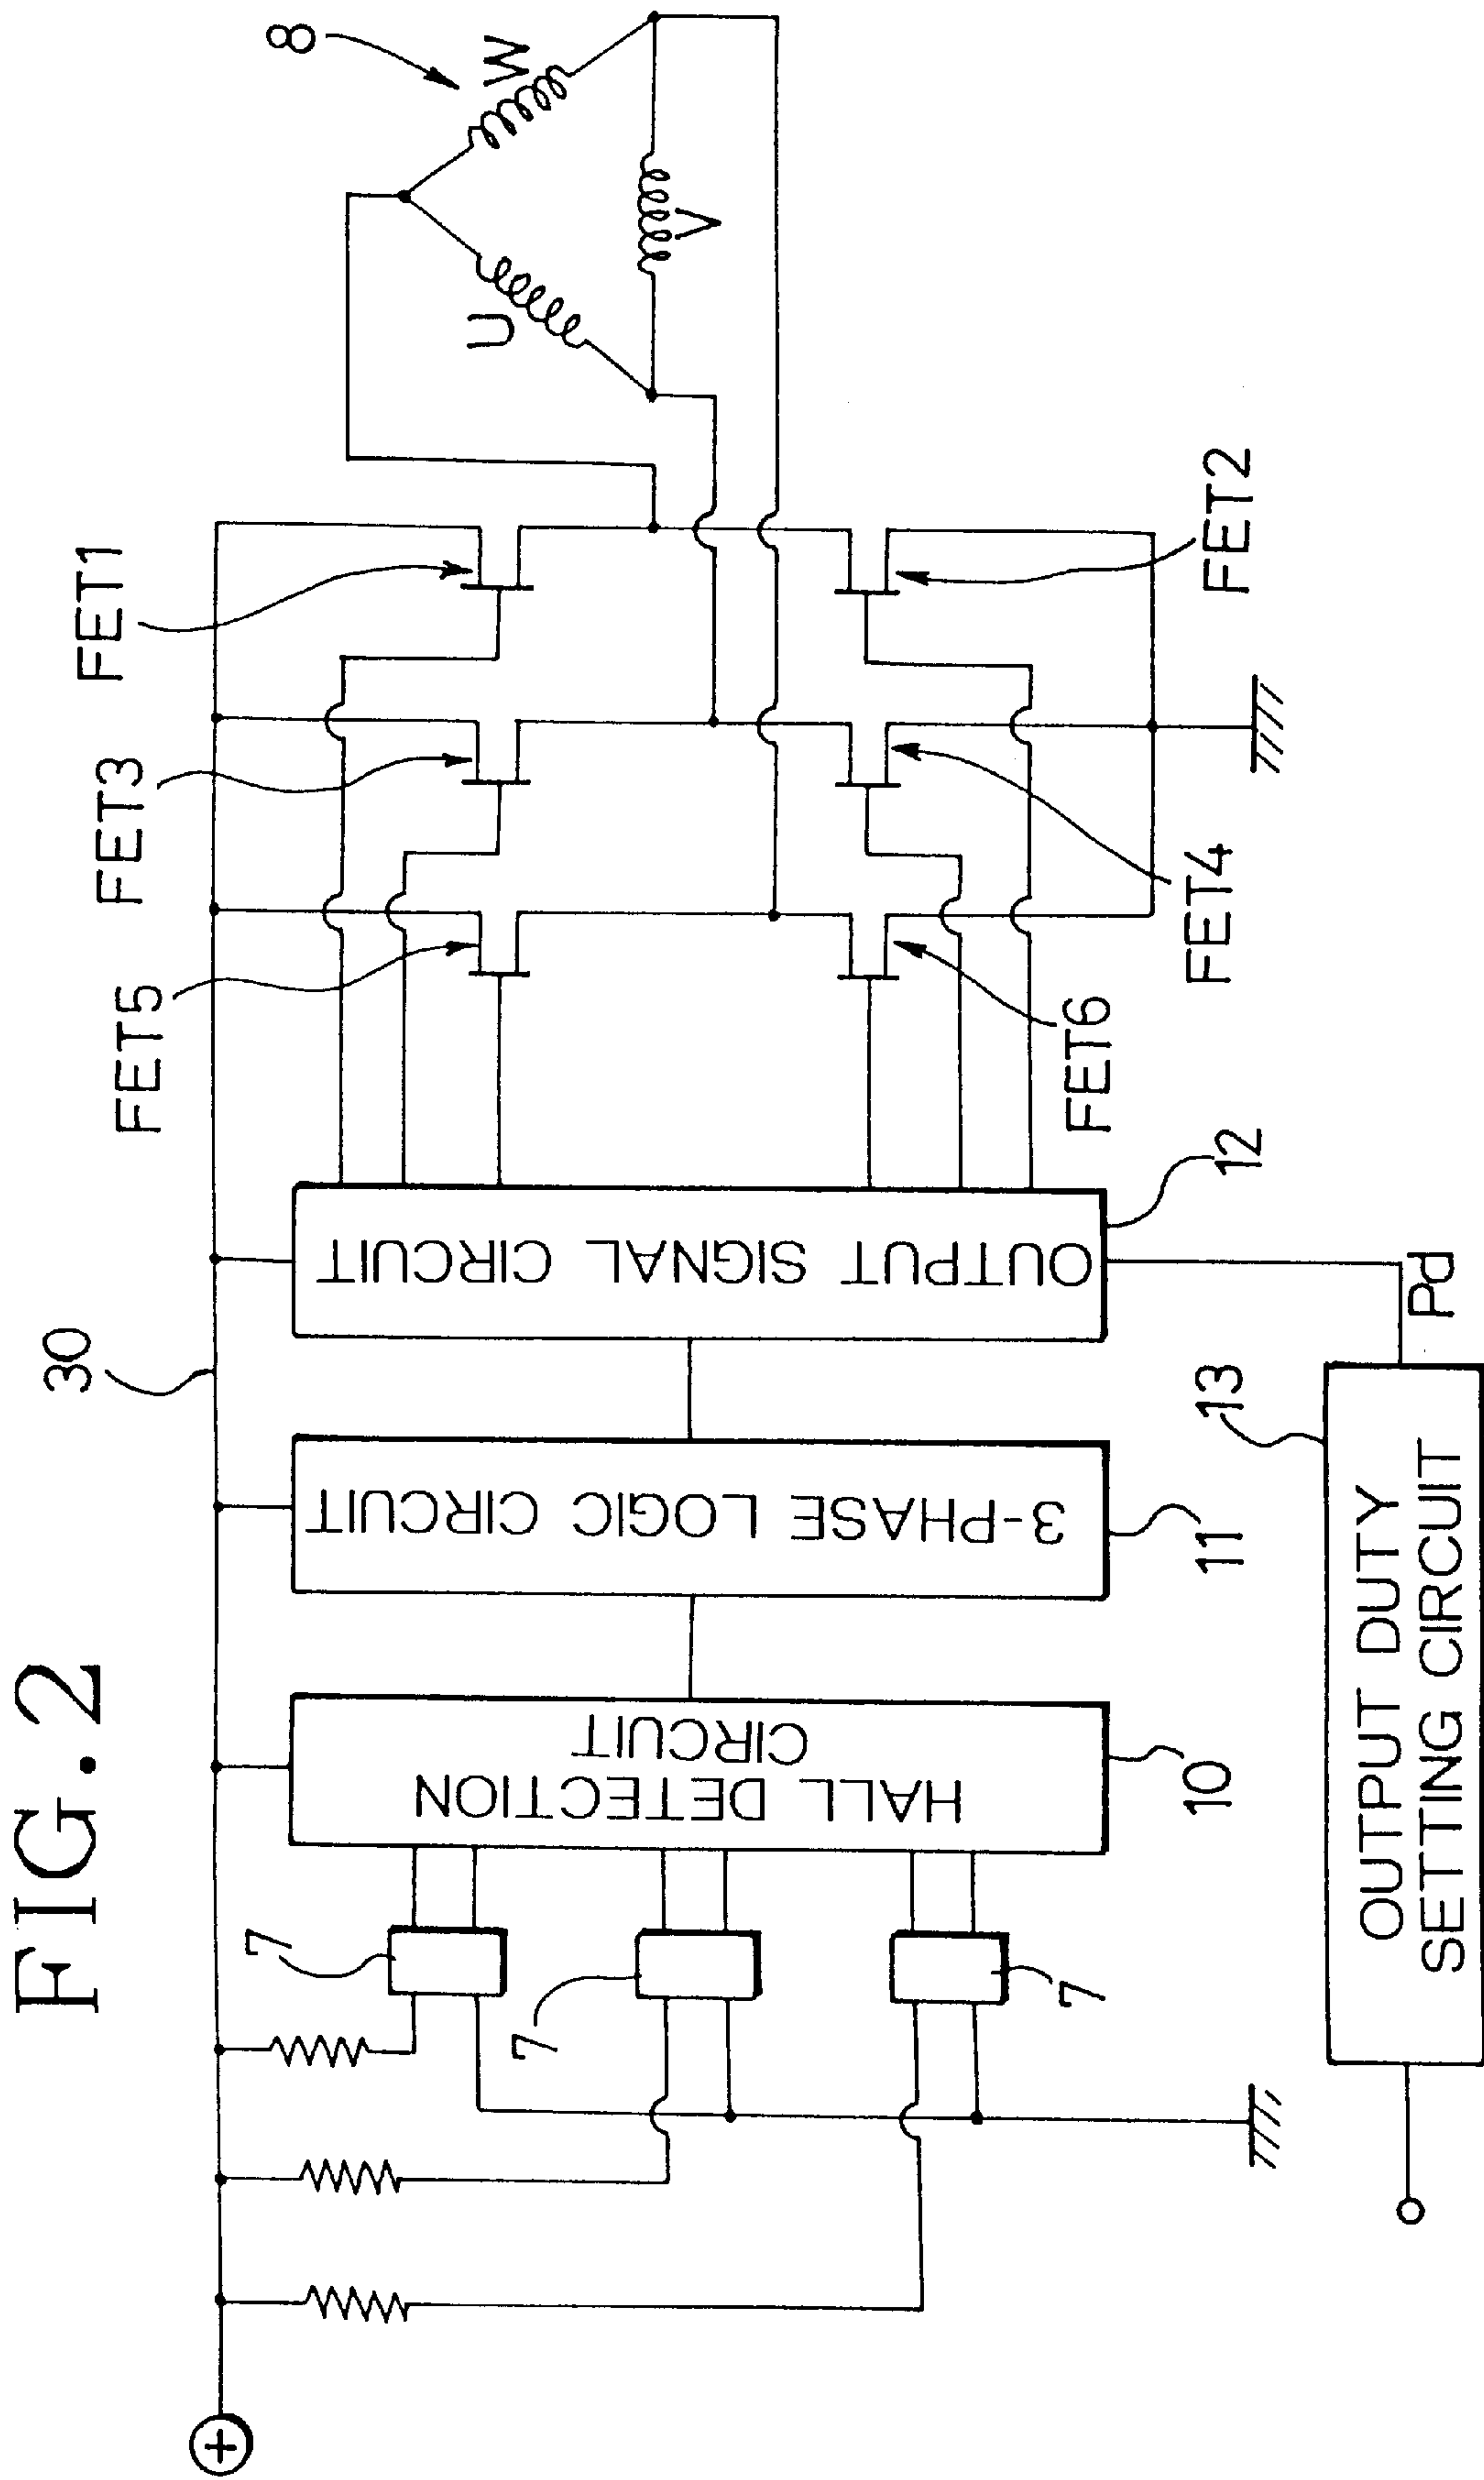 FIG. 2
30
FET5
FET3
FET1
8
W
U
V
7
7
7
HALL DETECTION
CIRCUIT
10
3-PHASE LOGIC CIRCUIT
11
OUTPUT SIGNAL CIRCUIT
12
FET6
FET4
FET2
13
Pd
OUTPUT DUTY
SETTING CIRCUIT
+